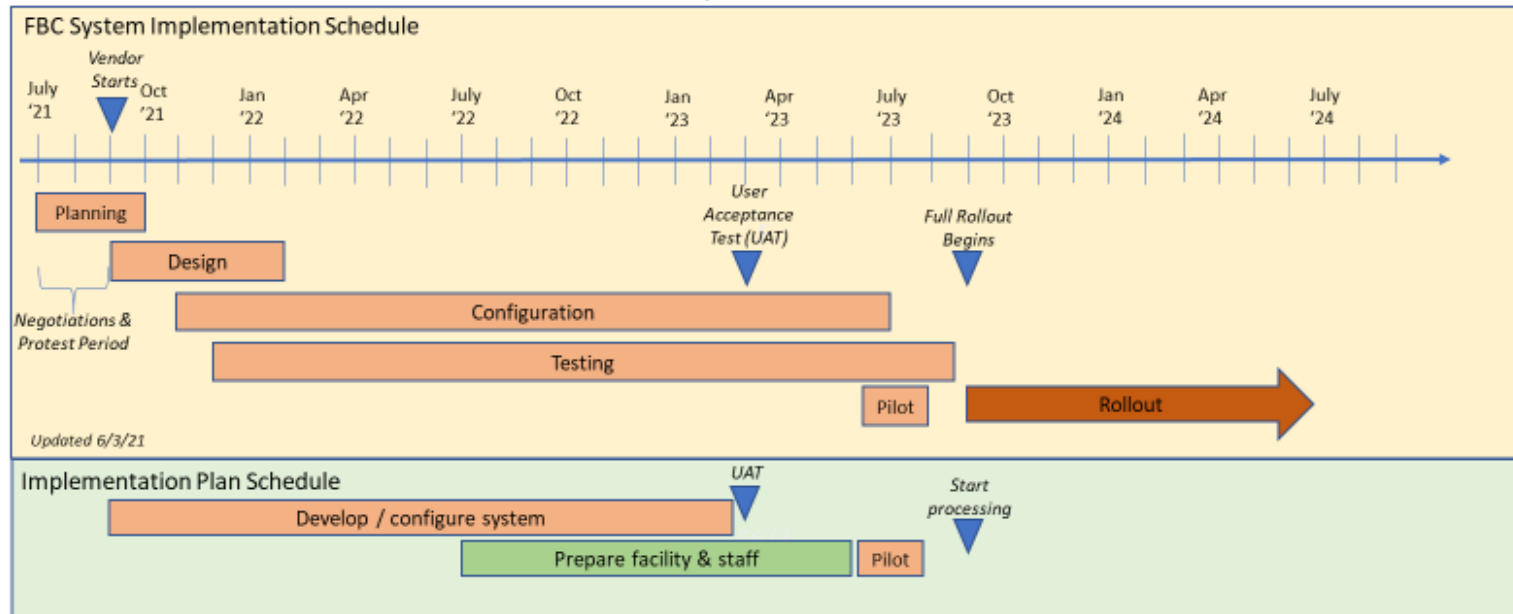 FBC System Implementation Schedule
Vendor
Starts
July
'21
Oct
'21
Jan
'22
Apr
'22
July
'22
Oct
'22
Jan
'23
Apr
'23
July
'23
Oct
'23
Jan
'24
Apr
'24
July
'24
Planning
User
Acceptance
Test (UAT)
Full Rollout
Begins
Design
Negotiations &
Protest Period
Configuration
Testing
Pilot
Rollout
Updated 6/3/21
Implementation Plan Schedule
UAT
Start
processing
Develop / configure system
Prepare facility & staff
Pilot